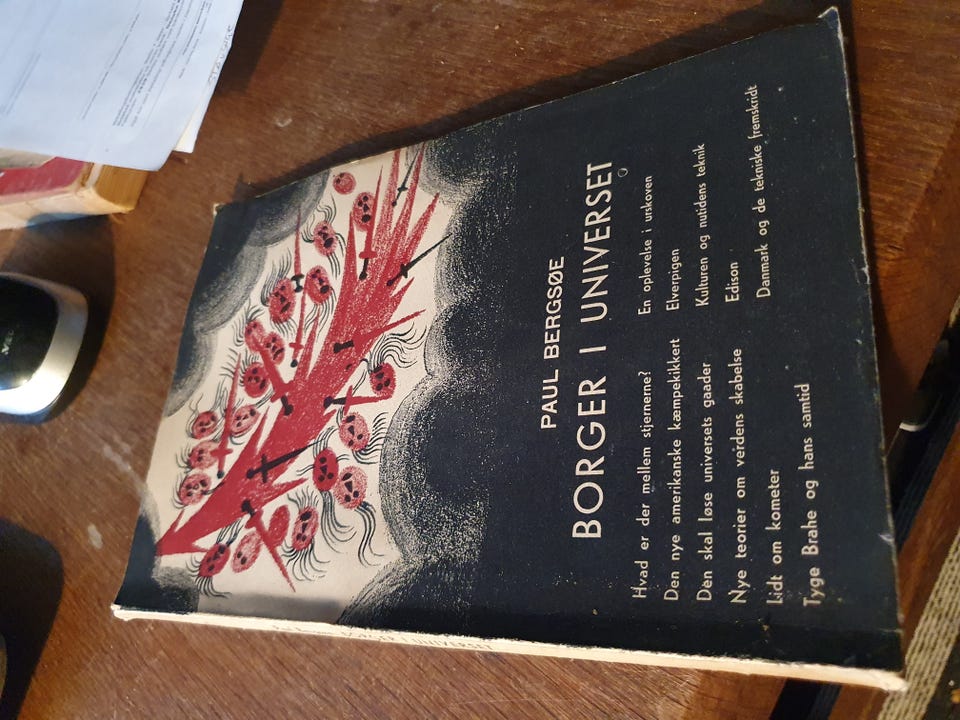 PAUL BERGSØE
BORGER I UNIVERSET
Hvad er der mellem stjernerne?
Den nye amerikanske kæmpekikkert
Den skal løse universets gaader
Nye teorier om verdens skabelse
Lidt om kometer
Tyge Brahe og hans samtid
En oplevelse i urskoven
Elverpigen
Kulturen og nutidens teknik
Edison
Danmark og de tekniske fremskridt
BORGER I UNIVERSET